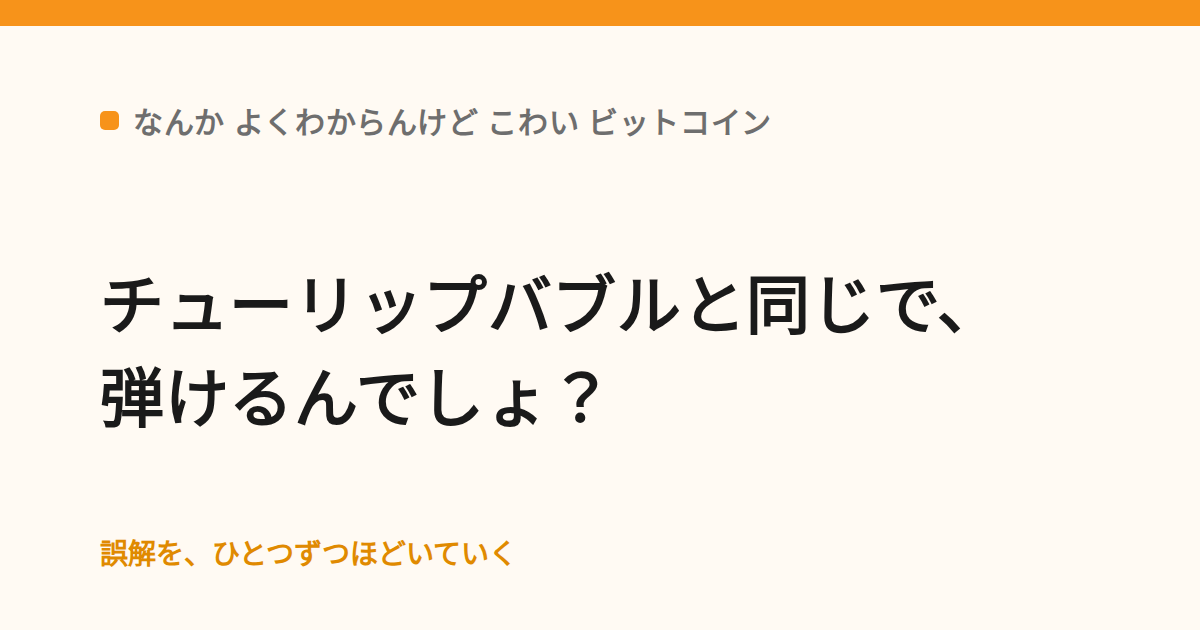 なんか よくわからんけど こわい ビットコイン
チューリップバブルと同じで、
弾けるんでしょ？
誤解を、ひとつずつほどいていく